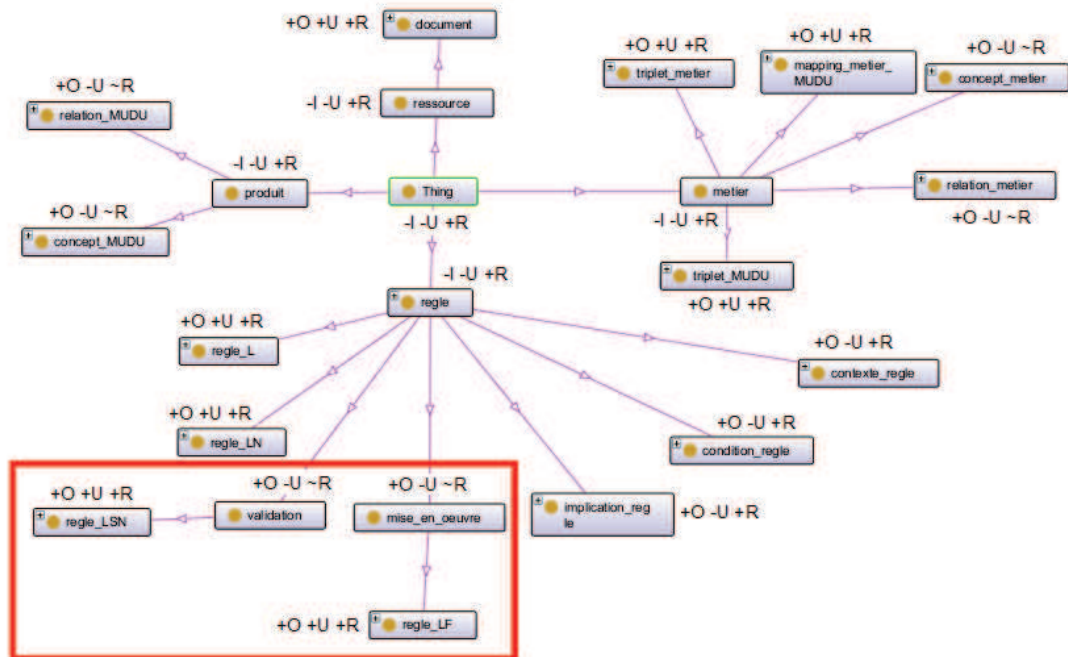 +O +U +R
document
+O +U +R
triplet_metier
+O +U +R
mapping_metier_
MUDU
+O -U ~R
concept_metier
+O -U ~R
relation_MUDU
-I -U +R
ressource
-I -U +R
produit
Thing
-I -U +R
metier
-I -U +R
relation_metier
+O -U ~R
+O -U ~R
concept_MUDU
triplet_MUDU
+O +U +R
-I -U +R
regle
+O +U +R
regle_L
+O -U +R
contexte_regle
+O +U +R
regle_LN
+O -U +R
condition_regle
+O +U +R
regle_LSN
+O -U ~R
validation
+O -U ~R
mise_en_oeuvre
implication_reg
le
+O -U +R
+O +U +R
regle_LF